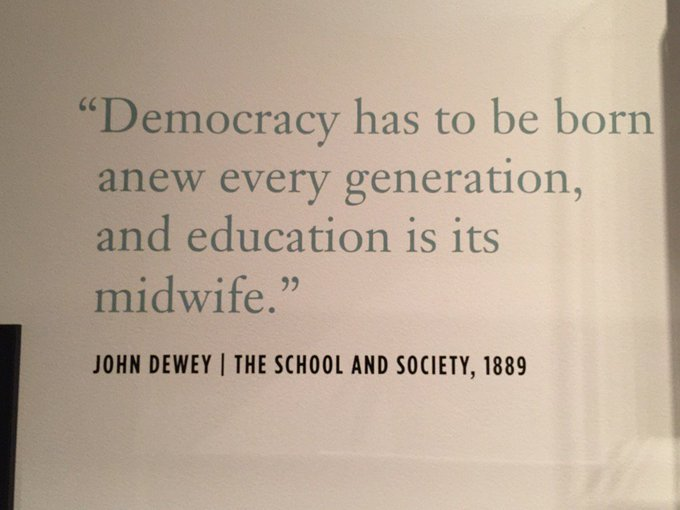 “Democracy has to be born
anew every generation,
and education is its
midwife.”
JOHN DEWEY | THE SCHOOL AND SOCIETY, 1889